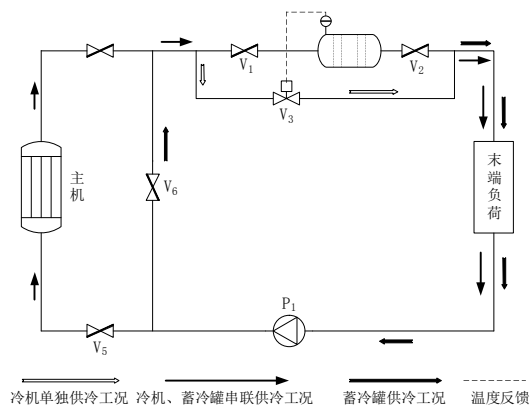 V₁
V₂
V₃
主机
V₆
末端负荷
P₁
V₅
冷机单独供冷工况
冷机、蓄冷罐串联供冷工况
蓄冷罐供冷工况
温度反馈